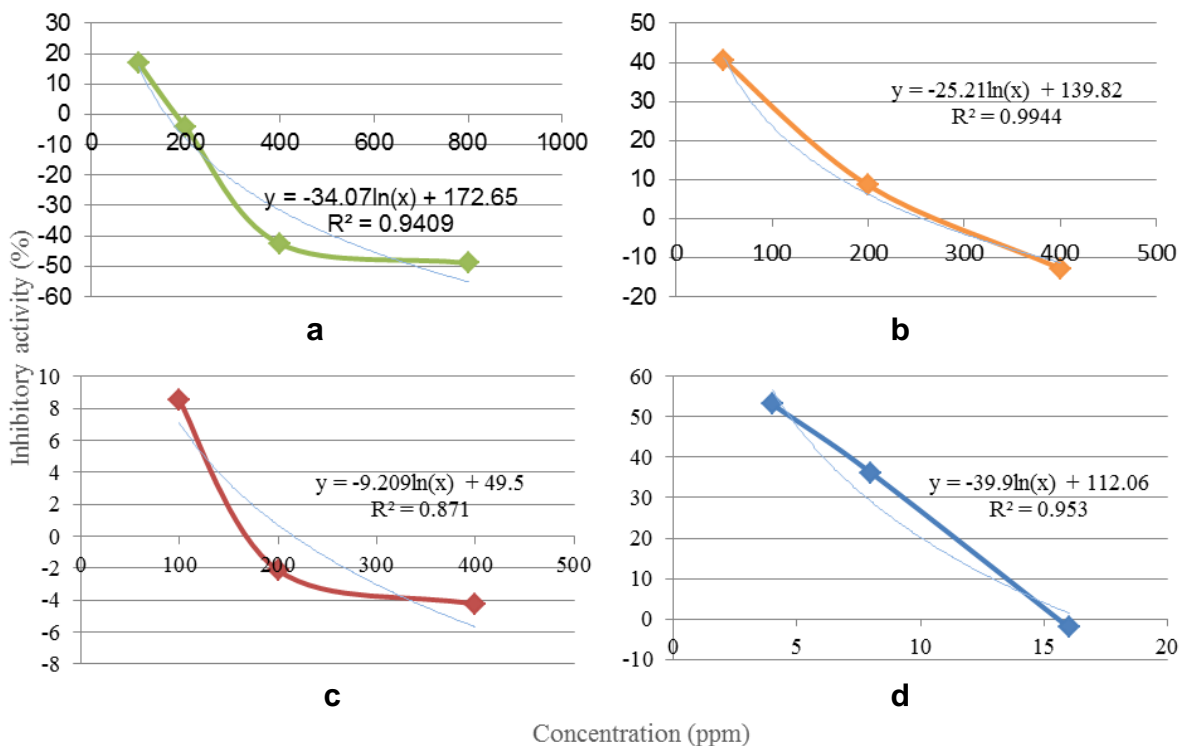 Inhibitory activity (%)
30
20
10
0
-10
-20
-30
-40
-50
-60
0 200 400 600 800 1000
y = -34.07ln(x) + 172.65
R² = 0.9409
a
50
40
30
20
10
0
-10
-20
0 100 200 300 400 500
y = -25.21ln(x) + 139.82
R² = 0.9944
b
10
8
6
4
2
0
-2
-4
-6
-8
0 100 200 300 400 500
y = -9.209ln(x) + 49.5
R² = 0.871
c
60
50
40
30
20
10
0
-10
0 5 10 15 20
y = -39.9ln(x) + 112.06
R² = 0.953
d
Concentration (ppm)